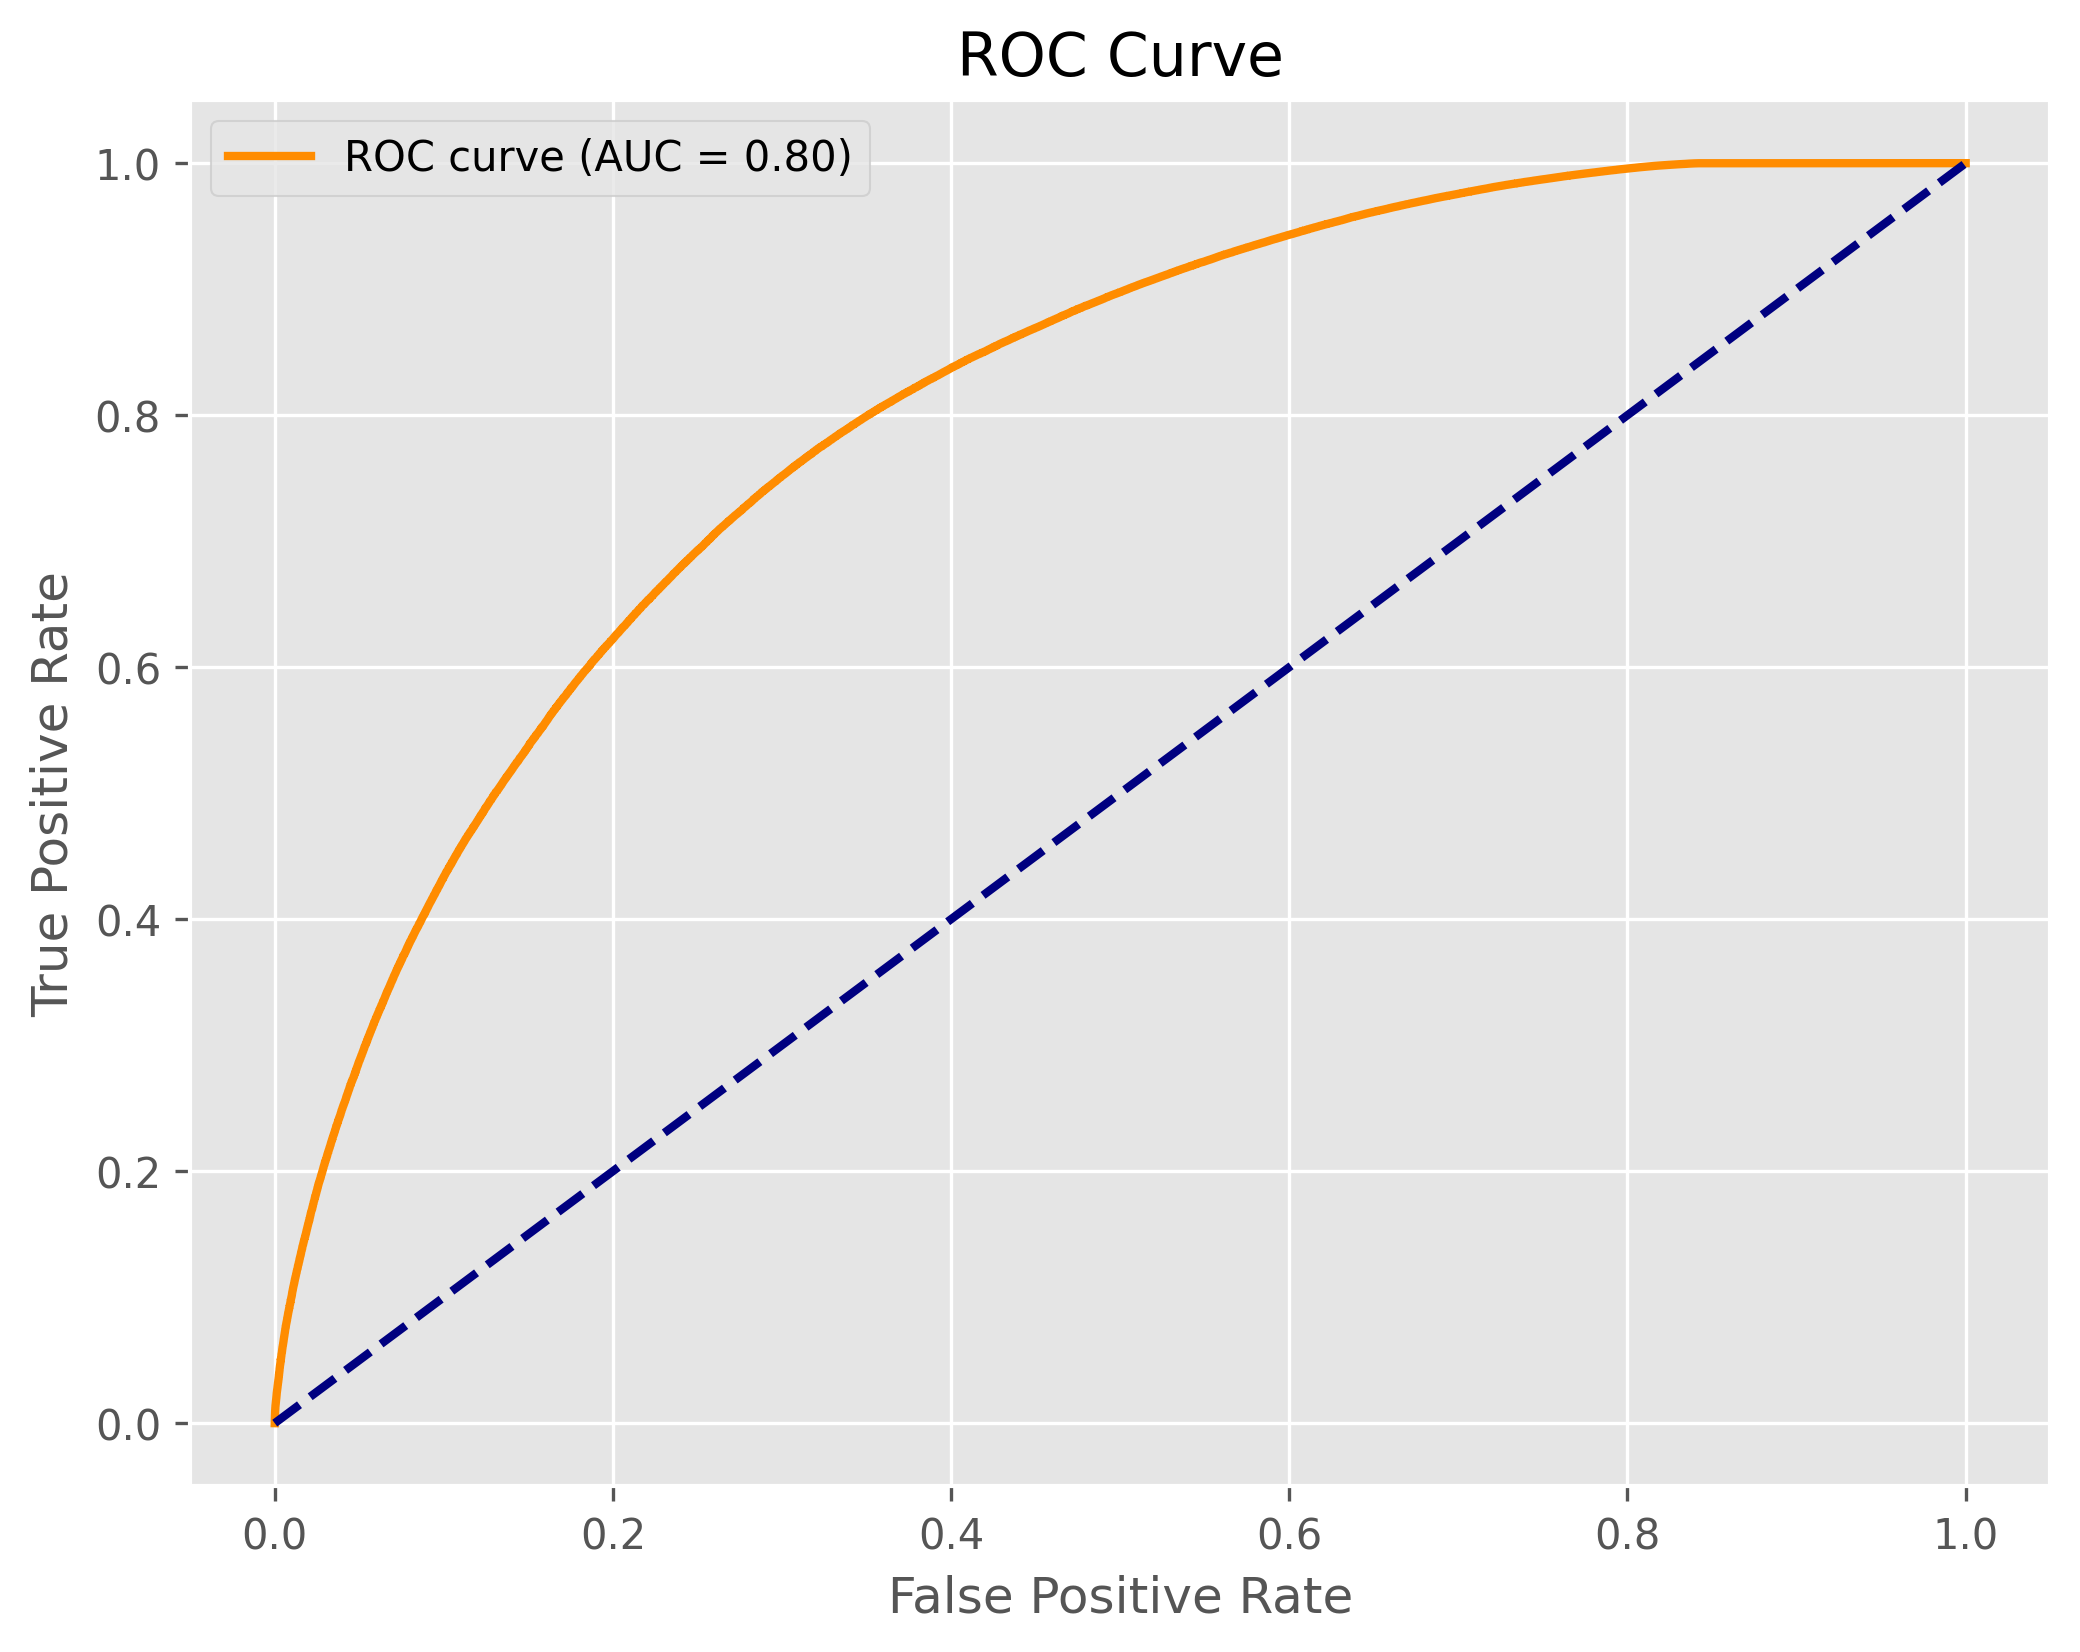 ROC Curve
ROC curve (AUC = 0.80)
True Positive Rate
1.0
0.8
0.6
0.4
0.2
0.0
0.0 0.2 0.4 0.6 0.8 1.0
False Positive Rate